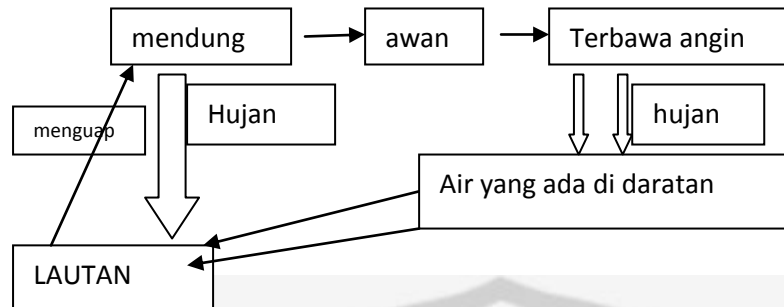 mendung
awan
Terbawa angin
menguap
Hujan
hujan
Air yang ada di daratan
LAUTAN